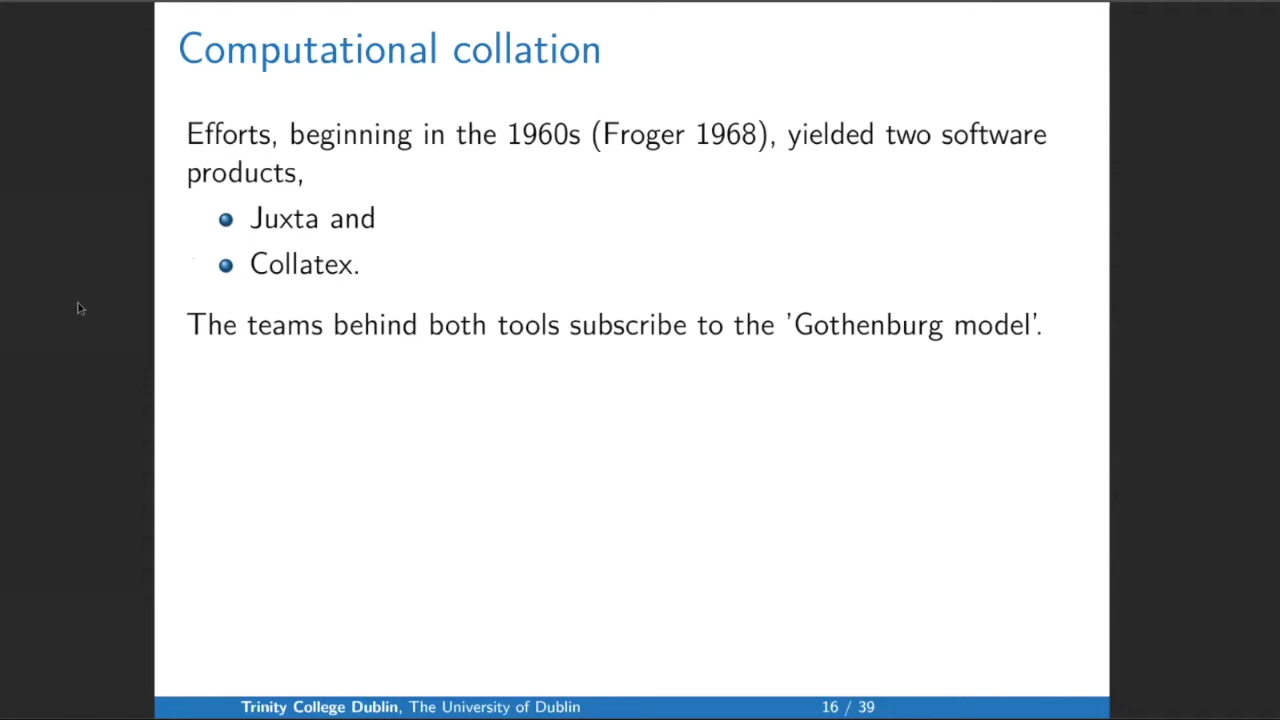 Computational collation
Efforts, beginning in the 1960s (Froger 1968), yielded two software
products,
Juxta and
Collatex.
The teams behind both tools subscribe to the 'Gothenburg model'.
Trinity College Dublin, The University of Dublin
16 / 39